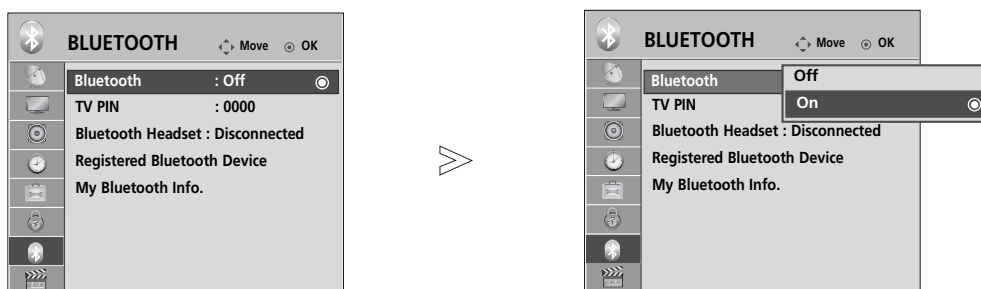 BLUETOOTH Move OK
Bluetooth : Off
TV PIN : 0000
Bluetooth Headset : Disconnected
Registered Bluetooth Device
My Bluetooth Info.
BLUETOOTH Move OK
Bluetooth
Off
TV PIN
On
Bluetooth Headset : Disconnected
Registered Bluetooth Device
My Bluetooth Info.